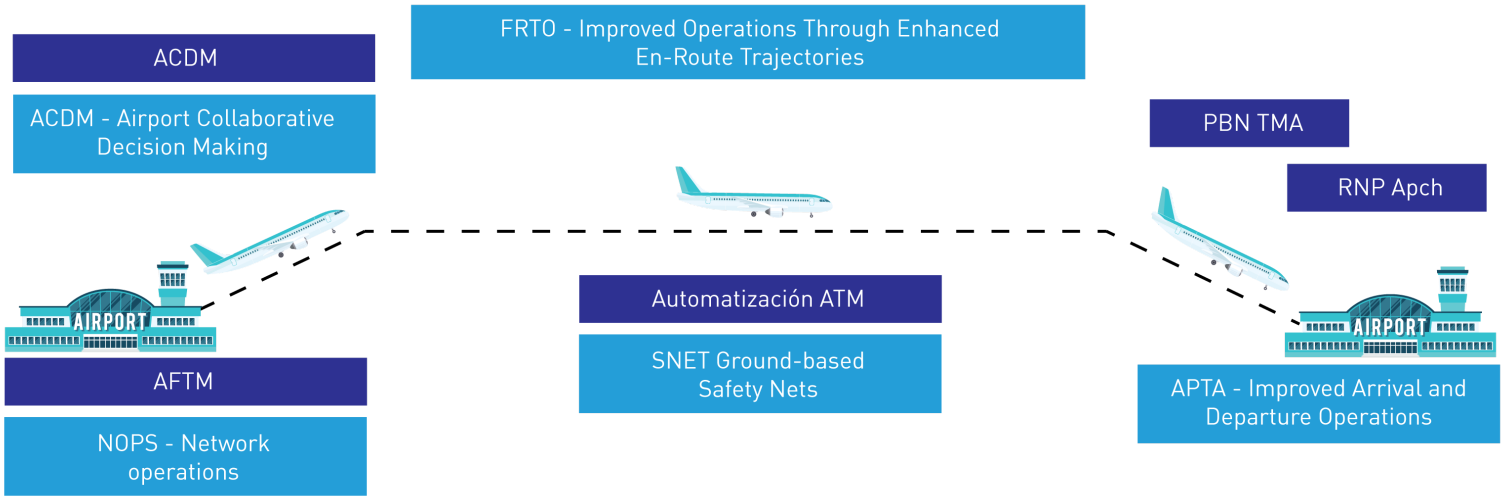 FRTO - Improved Operations Through Enhanced
En-Route Trajectories
ACDM
ACDM - Airport Collaborative
Decision Making
PBN TMA
RNP Apch
AIRPORT
Automatización ATM
SNET Ground-based
Safety Nets
AIRPORT
AFTM
NOPS - Network
operations
APTA - Improved Arrival and
Departure Operations